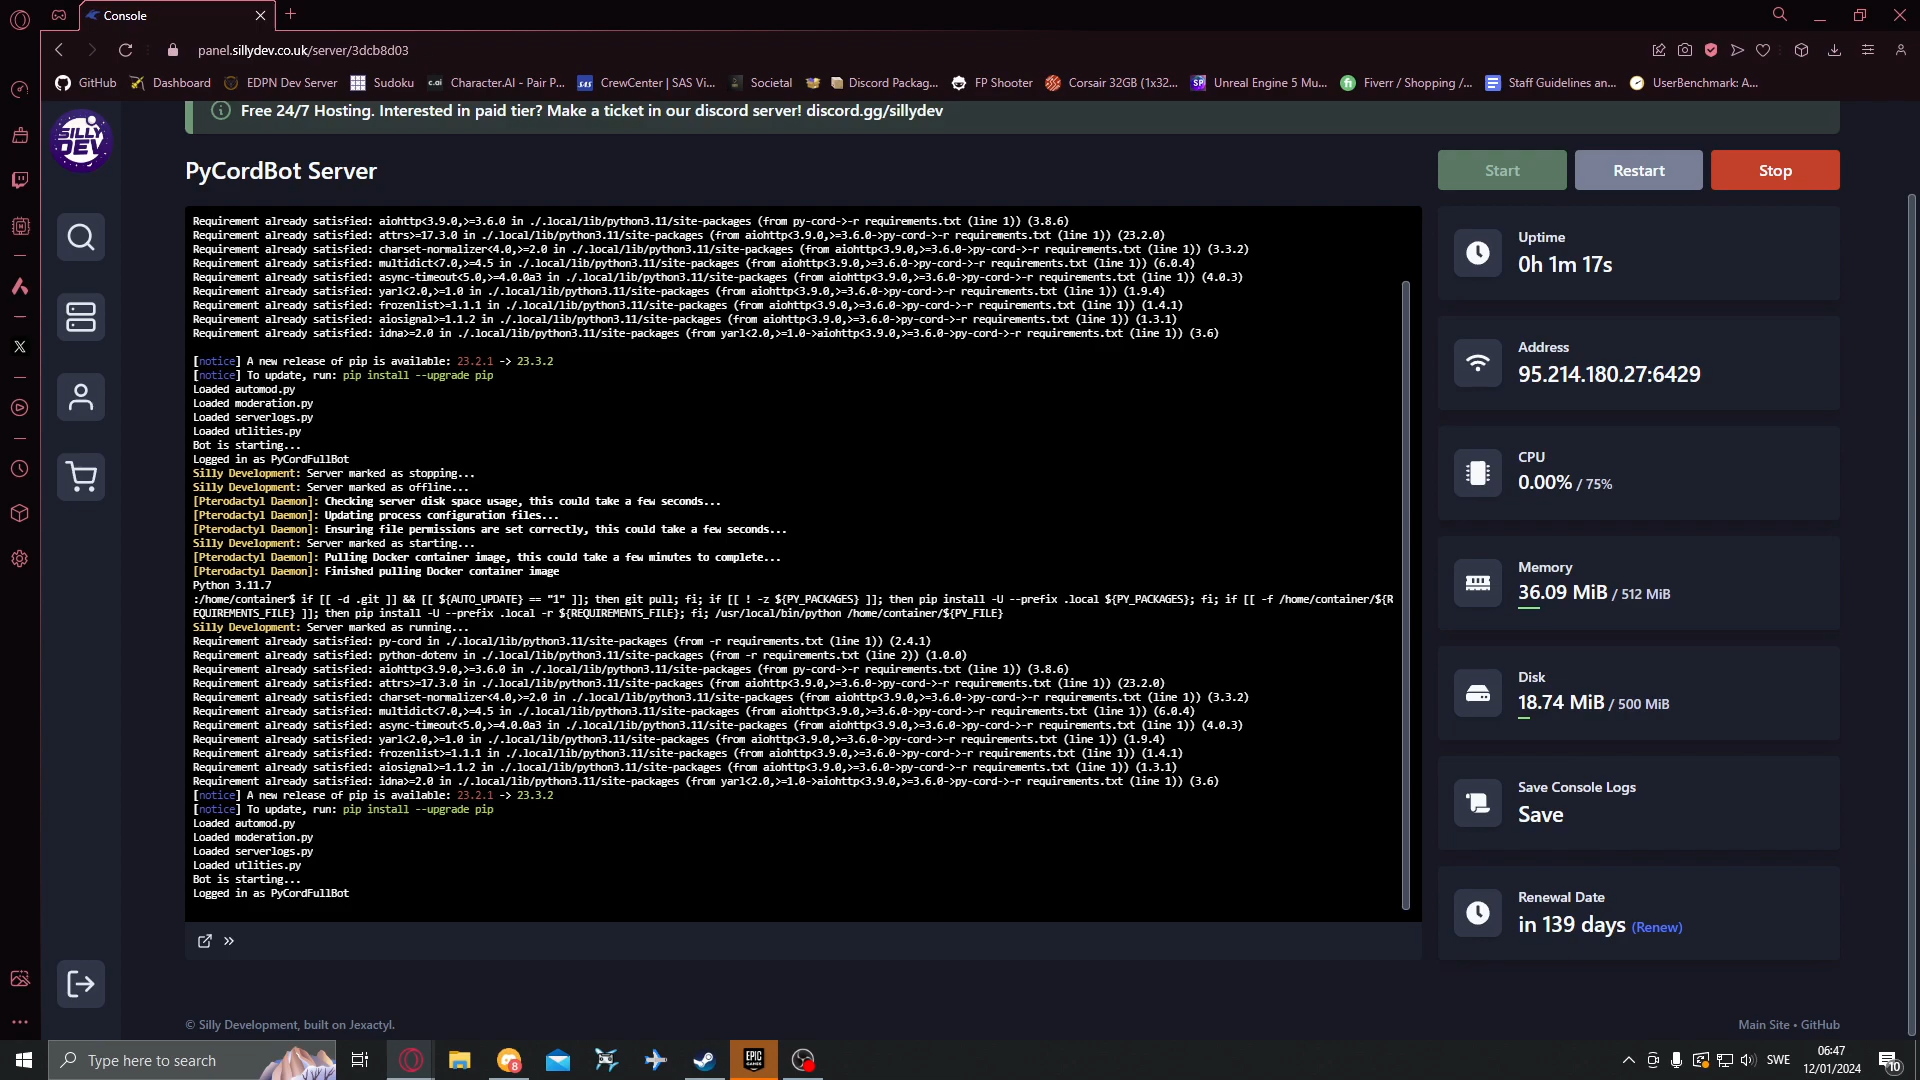 Console
panel.sillydev.co.uk/server/3dcb8d03
GitHub
Dashboard
EDPN Dev Server
Sudoku
c.ai
Character.AI - Pair P...
SAS
CrewCenter | SAS Vi...
Societal
Discord Packag...
FP Shooter
Corsair 32GB (1x32...
SP
Unreal Engine 5 Mu...
fi
Fiverr / Shopping /...
Staff Guidelines an...
UserBenchmark: A...
SILLY
DEV
Free 24/7 Hosting. Interested in paid tier? Make a ticket in our discord server! discord.gg/sillydev
PyCordBot Server
Start
Restart
Stop
Requirement already satisfied: aiohttp<3.9.0,>=3.6.0 in ./.local/lib/python3.11/site-packages (from py-cord->-r requirements.txt (line 1)) (3.8.6)
Requirement already satisfied: attrs>=17.3.0 in ./.local/lib/python3.11/site-packages (from aiohttp<3.9.0,>=3.6.0->py-cord->-r requirements.txt (line 1)) (23.2.0)
Requirement already satisfied: charset-normalizer<4.0,>=2.0 in ./.local/lib/python3.11/site-packages (from aiohttp<3.9.0,>=3.6.0->py-cord->-r requirements.txt (line 1)) (3.3.2)
Requirement already satisfied: multidict<7.0,>=4.5 in ./.local/lib/python3.11/site-packages (from aiohttp<3.9.0,>=3.6.0->py-cord->-r requirements.txt (line 1)) (6.0.4)
Requirement already satisfied: async-timeout<5.0,>=4.0.0a3 in ./.local/lib/python3.11/site-packages (from aiohttp<3.9.0,>=3.6.0->py-cord->-r requirements.txt (line 1)) (4.0.3)
Requirement already satisfied: yarl<2.0,>=1.0 in ./.local/lib/python3.11/site-packages (from aiohttp<3.9.0,>=3.6.0->py-cord->-r requirements.txt (line 1)) (1.9.4)
Requirement already satisfied: frozenlist>=1.1.1 in ./.local/lib/python3.11/site-packages (from aiohttp<3.9.0,>=3.6.0->py-cord->-r requirements.txt (line 1)) (1.4.1)
Requirement already satisfied: aiosignal>=1.1.2 in ./.local/lib/python3.11/site-packages (from aiohttp<3.9.0,>=3.6.0->py-cord->-r requirements.txt (line 1)) (1.3.1)
Requirement already satisfied: idna>=2.0 in ./.local/lib/python3.11/site-packages (from yarl<2.0,>=1.0->aiohttp<3.9.0,>=3.6.0->py-cord->-r requirements.txt (line 1)) (3.6)
[notice] A new release of pip is available: 23.2.1 -> 23.3.2
[notice] To update, run: pip install --upgrade pip
Loaded automod.py
Loaded moderation.py
Loaded serverlogs.py
Loaded utlities.py
Bot is starting...
Logged in as PyCordFullBot
Silly Development: Server marked as stopping...
Silly Development: Server marked as offline...
[Pterodactyl Daemon]: Checking server disk space usage, this could take a few seconds...
[Pterodactyl Daemon]: Updating process configuration files...
[Pterodactyl Daemon]: Ensuring file permissions are set correctly, this could take a few seconds...
Silly Development: Server marked as starting...
[Pterodactyl Daemon]: Pulling Docker container image, this could take a few minutes to complete...
[Pterodactyl Daemon]: Finished pulling Docker container image
Python 3.11.7
:/home/container$ if [[ -d .git ]] && [[ ${AUTO_UPDATE} == "1" ]]; then git pull; fi; if [[ ! -z ${PY_PACKAGES} ]]; then pip install -U --prefix .local ${PY_PACKAGES}; fi; if [[ -f /home/container/${R
EQUIREMENTS_FILE} ]]; then pip install -U --prefix .local -r ${REQUIREMENTS_FILE}; fi; /usr/local/bin/python /home/container/${PY_FILE}
Silly Development: Server marked as running...
Requirement already satisfied: py-cord in ./.local/lib/python3.11/site-packages (from -r requirements.txt (line 1)) (2.4.1)
Requirement already satisfied: python-dotenv in ./.local/lib/python3.11/site-packages (from -r requirements.txt (line 2)) (1.0.0)
Requirement already satisfied: aiohttp<3.9.0,>=3.6.0 in ./.local/lib/python3.11/site-packages (from py-cord->-r requirements.txt (line 1)) (3.8.6)
Requirement already satisfied: attrs>=17.3.0 in ./.local/lib/python3.11/site-packages (from aiohttp<3.9.0,>=3.6.0->py-cord->-r requirements.txt (line 1)) (23.2.0)
Requirement already satisfied: charset-normalizer<4.0,>=2.0 in ./.local/lib/python3.11/site-packages (from aiohttp<3.9.0,>=3.6.0->py-cord->-r requirements.txt (line 1)) (3.3.2)
Requirement already satisfied: multidict<7.0,>=4.5 in ./.local/lib/python3.11/site-packages (from aiohttp<3.9.0,>=3.6.0->py-cord->-r requirements.txt (line 1)) (6.0.4)
Requirement already satisfied: async-timeout<5.0,>=4.0.0a3 in ./.local/lib/python3.11/site-packages (from aiohttp<3.9.0,>=3.6.0->py-cord->-r requirements.txt (line 1)) (4.0.3)
Requirement already satisfied: yarl<2.0,>=1.0 in ./.local/lib/python3.11/site-packages (from aiohttp<3.9.0,>=3.6.0->py-cord->-r requirements.txt (line 1)) (1.9.4)
Requirement already satisfied: frozenlist>=1.1.1 in ./.local/lib/python3.11/site-packages (from aiohttp<3.9.0,>=3.6.0->py-cord->-r requirements.txt (line 1)) (1.4.1)
Requirement already satisfied: aiosignal>=1.1.2 in ./.local/lib/python3.11/site-packages (from aiohttp<3.9.0,>=3.6.0->py-cord->-r requirements.txt (line 1)) (1.3.1)
Requirement already satisfied: idna>=2.0 in ./.local/lib/python3.11/site-packages (from yarl<2.0,>=1.0->aiohttp<3.9.0,>=3.6.0->py-cord->-r requirements.txt (line 1)) (3.6)
[notice] A new release of pip is available: 23.2.1 -> 23.3.2
[notice] To update, run: pip install --upgrade pip
Loaded automod.py
Loaded moderation.py
Loaded serverlogs.py
Loaded utlities.py
Bot is starting...
Logged in as PyCordFullBot
Uptime
0h 1m 17s
Address
95.214.180.27:6429
CPU
0.00% / 75%
Memory
36.09 MiB / 512 MiB
Disk
18.74 MiB / 500 MiB
Save Console Logs
Save
Renewal Date
in 139 days (Renew)
© Silly Development, built on Jexactyl.
Main Site • GitHub
Type here to search
8
EPIC
GAMES
SWE
06:47
12/01/2024
10